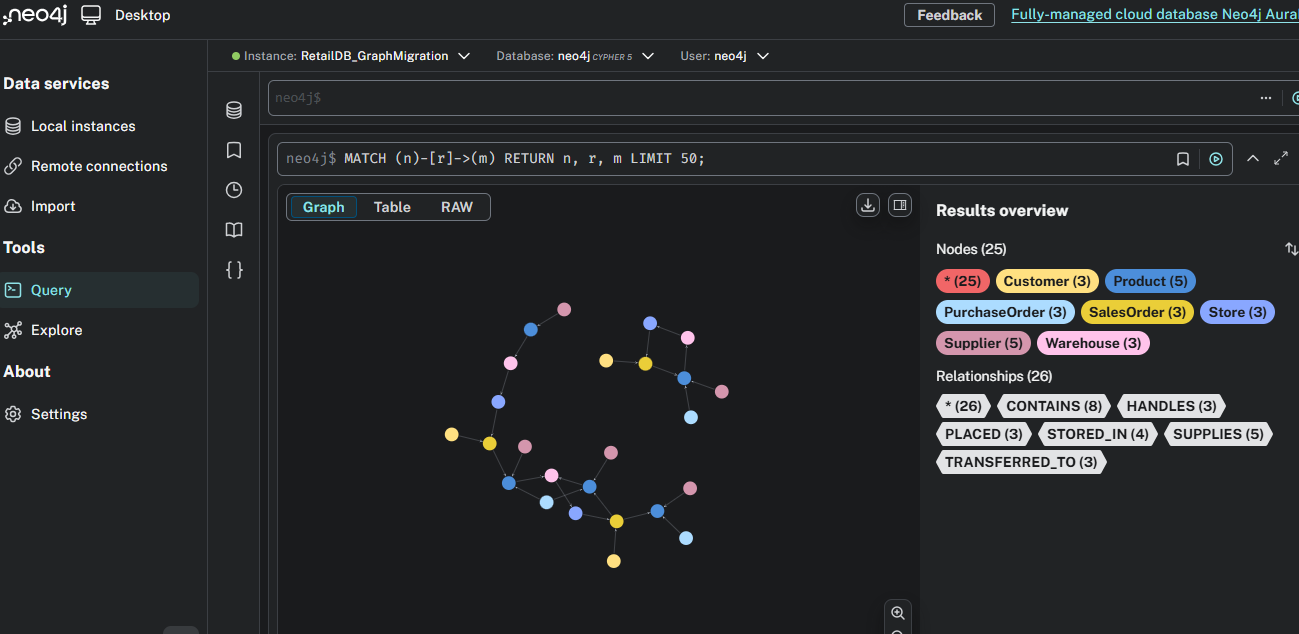 neo4j Desktop Feedback Fully-managed cloud database Neo4j Aura
Instance: RetailDB_GraphMigration Database: neo4j CYPHER 5 User: neo4j
Data services
Local instances
Remote connections
Import
Tools
Query
Explore
About
Settings
neo4j$
neo4j$ MATCH (n)-[r]->(m) RETURN n, r, m LIMIT 50;
Graph Table RAW
Results overview
Nodes (25)
* (25) Customer (3) Product (5)
PurchaseOrder (3) SalesOrder (3) Store (3)
Supplier (5) Warehouse (3)
Relationships (26)
* (26) CONTAINS (8) HANDLES (3)
PLACED (3) STORED_IN (4) SUPPLIES (5)
TRANSFERRED_TO (3)